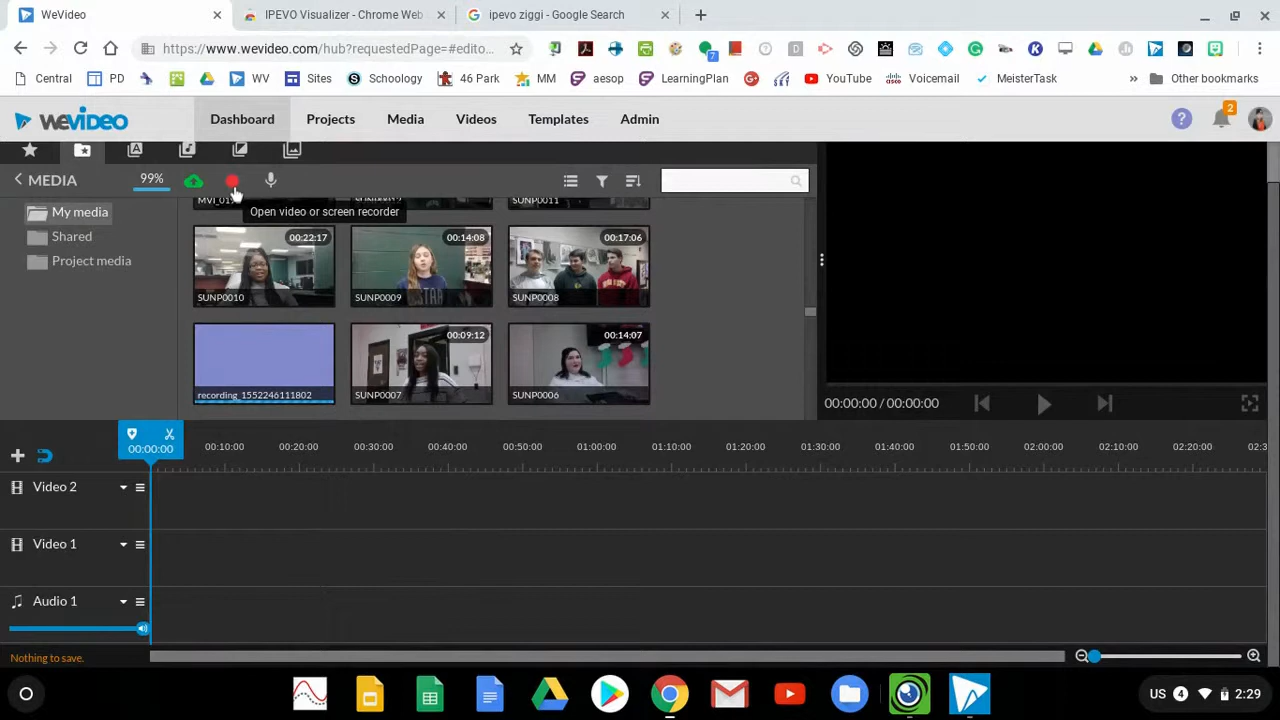 WeVideo
IPEVO Visualizer - Chrome Web
ipevo ziggi - Google Search
https://www.wevideo.com/hub?requestedPage=#edito...
7
Central
PD
WV
Sites
Schoology
46 Park
MM
aesop
LearningPlan
YouTube
Voicemail
MeisterTask
»
Other bookmarks
WEVIDEO
Dashboard
Projects
Media
Videos
Templates
Admin
2
MEDIA
99%
Open video or screen recorder
SUNP0011
My media
Shared
Project media
00:22:17
SUNP0010
00:14:08
SUNP0009
00:17:06
SUNP0008
recording_1552246111802
00:09:12
SUNP0007
00:14:07
SUNP0006
00:00:00 / 00:00:00
00:00:00
00:10:00
00:20:00
00:30:00
00:40:00
00:50:00
01:00:00
01:10:00
01:20:00
01:30:00
01:40:00
01:50:00
02:00:00
02:10:00
02:20:00
02:3
Video 2
Video 1
Audio 1
Nothing to save.
US
4
2:29